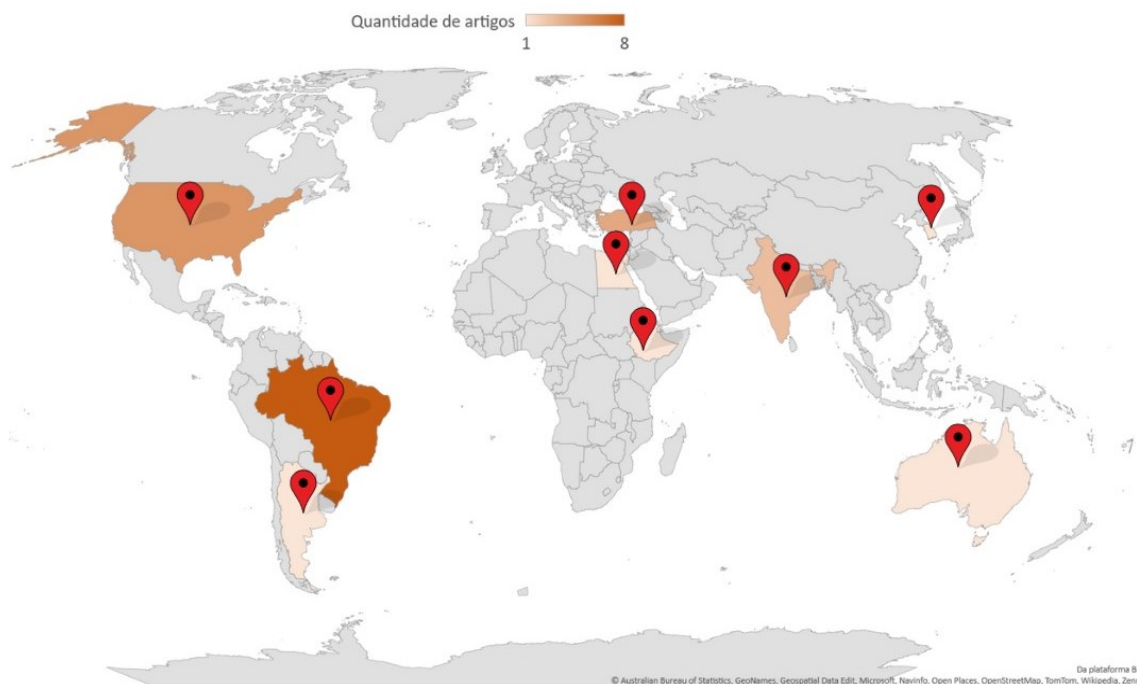 Quantidade de artigos
1
8
Da plataforma B
© Australian Bureau of Statistics, GeoNames, Geospatial Data Edit, Microsoft, Navinfo, Open Places, OpenStreetMap, TomTom, Wikipedia, Zen